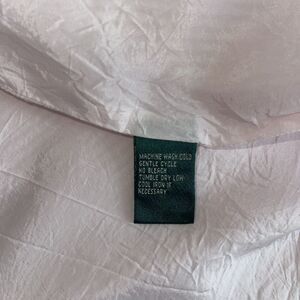 MACHINE WASH COLD
GENTLE CYCLE
NO BLEACH
TUMBLE DRY LOW
COOL IRON IF
NECESSARY